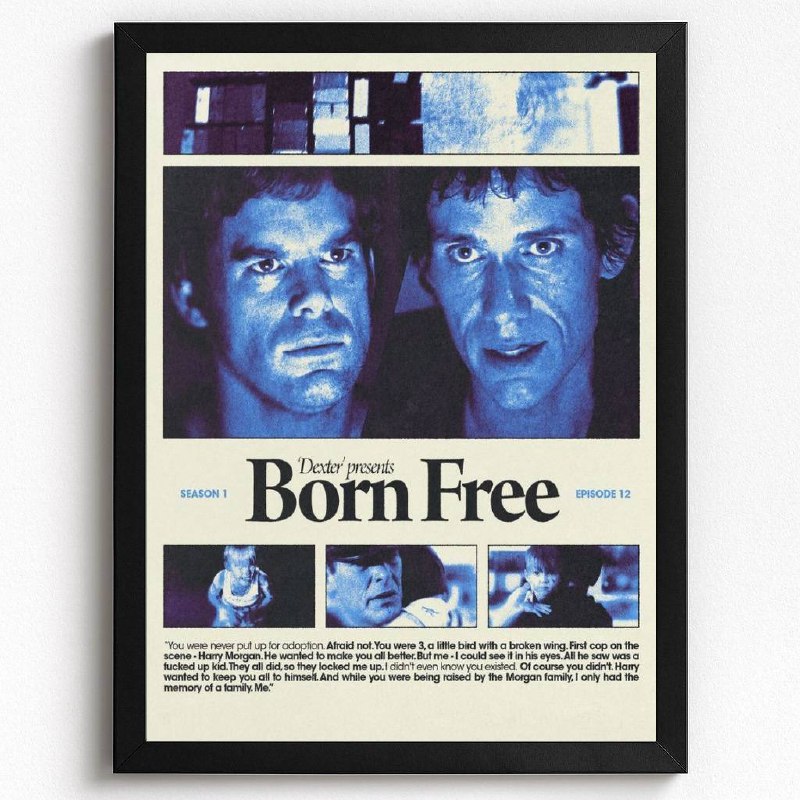 'Dexter' presents
SEASON 1
Born Free
EPISODE 12
"You were never put up for adoption. Afraid not. You were 3, a little bird with a broken wing. First cop on the
scene - Harry Morgan. He wanted to make you all better. But me - I could see it in his eyes. All he saw was a
fucked up kid. They all did, so they locked me up. I didn't even know you existed. Of course you didn't. Harry
wanted to keep you all to himself. And while you were being raised by the Morgan family, I only had the
memory of a family. Me."